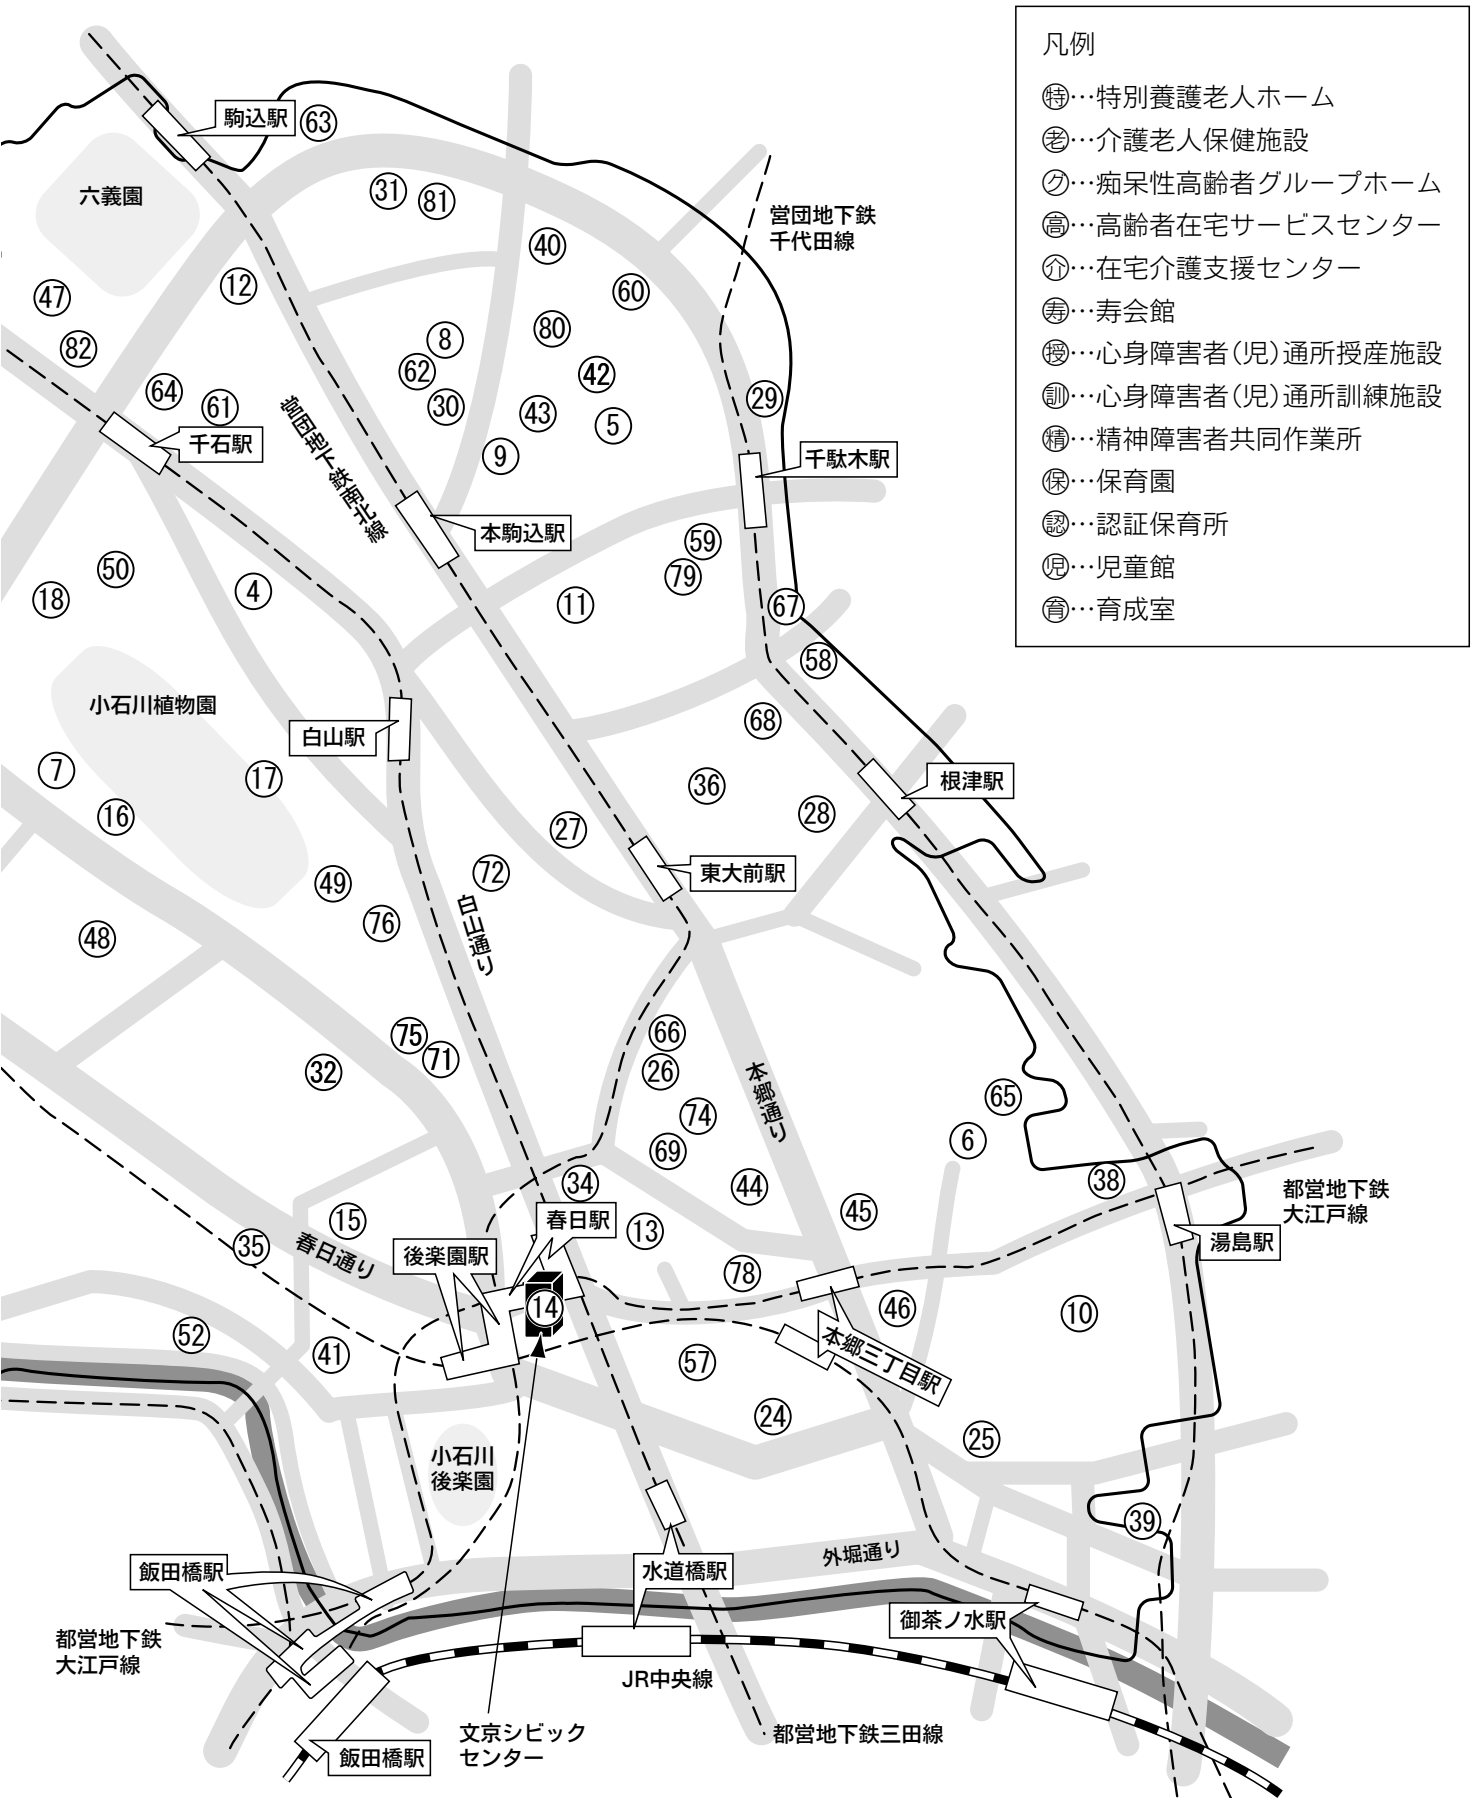 凡例
特…特別養護老人ホーム
老…介護老人保健施設
グ…痴呆性高齢者グループホーム
高…高齢者在宅サービスセンター
介…在宅介護支援センター
寿…寿会館
授…心身障害者(児)通所授産施設
訓…心身障害者(児)通所訓練施設
精…精神障害者共同作業所
保…保育園
認…認証保育所
児…児童館
育…育成室
駒込駅
63
六義園
31
81
営団地下鉄
千代田線
40
12
47
60
80
8
82
62
42
64
61
30
43
29
5
千石駅
9
千駄木駅
営団地下鉄南北線
本駒込駅
59
50
79
4
18
11
67
58
小石川植物園
68
白山駅
7
17
根津駅
36
16
28
27
東大前駅
72
49
76
白山通り
48
75
66
71
32
26
本郷通り
65
74
6
69
38
34
44
都営地下鉄
大江戸線
15
45
春日駅
13
35
春日通り
後楽園駅
湯島駅
78
14
46
10
52
41
57
本郷三丁目駅
24
25
小石川
後楽園
39
外堀通り
飯田橋駅
水道橋駅
御茶ノ水駅
都営地下鉄
大江戸線
JR中央線
文京シビック
センター
都営地下鉄三田線
飯田橋駅